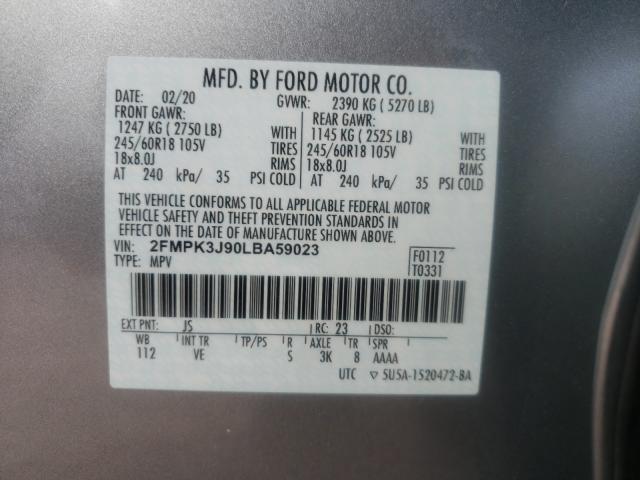 MFD. BY FORD MOTOR CO.
DATE: 02/20 GVWR: 2390 KG ( 5270 LB)
FRONT GAWR: REAR GAWR:
1247 KG ( 2750 LB) WITH 1145 KG ( 2525 LB) WITH
245/60R18 105V TIRES 245/60R18 105V TIRES
18x8.0J RIMS 18x8.0J RIMS
AT 240 kPa/ 35 PSI COLD AT 240 kPa/ 35 PSI COLD
THIS VEHICLE CONFORMS TO ALL APPLICABLE FEDERAL MOTOR
VEHICLE SAFETY AND THEFT PREVENTION STANDARDS IN
EFFECT ON THE DATE OF MANUFACTURE SHOWN ABOVE.
VIN: 2FMPK3J90LBA59023 F0112
TYPE: MPV T0331
EXT PNT: JS RC: 23 DSO:
WB INT TR TP/PS R AXLE TR SPR
112 VE S 3K 8 AAAA
UTC ▽ 5U5A-1520472-BA